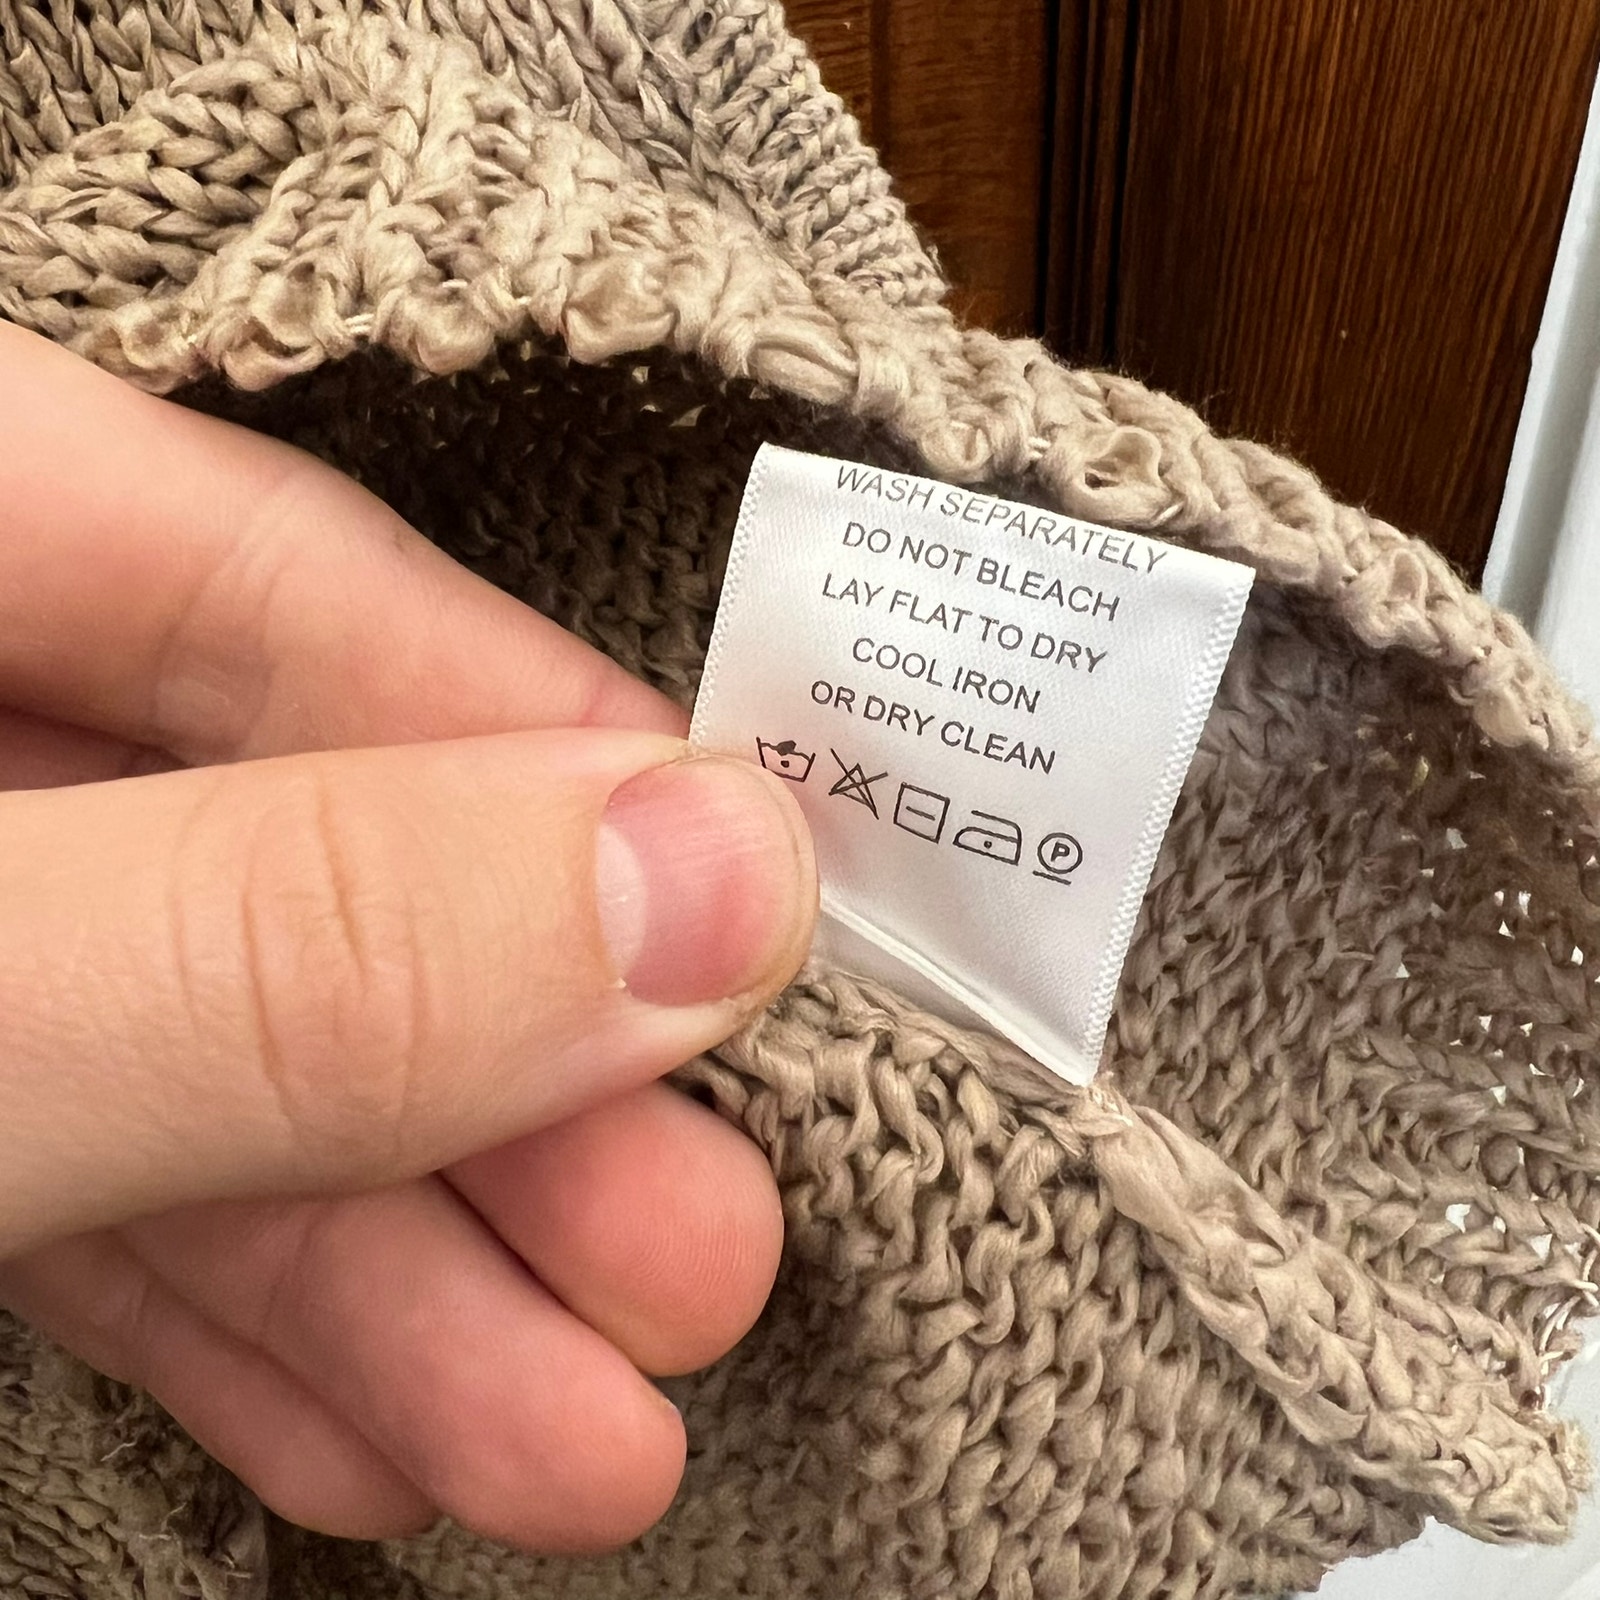 WASH SEPARATELY
DO NOT BLEACH
LAY FLAT TO DRY
COOL IRON
OR DRY CLEAN
P